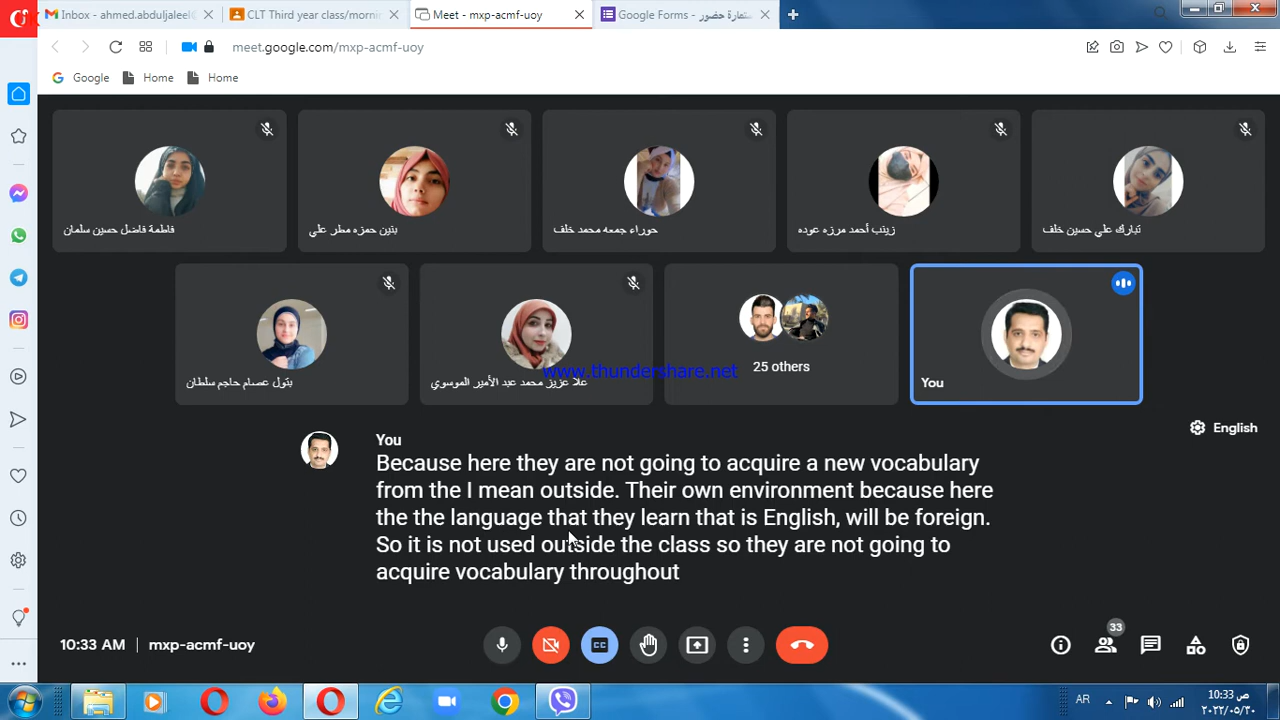 Inbox - ahmed.abduljaleel@
CLT Third year class/morni
Meet - mxp-acmf-uoy
Google Forms - استمارة حضور
meet.google.com/mxp-acmf-uoy
Google
Home
Home
فاطمة فاضل حسين سلمان
بنين حمزه مطر علي
حوراء جمعه محمد خلف
زينب أحمد مرزه عوده
تبارك علي حسين خلف
بتول عصام حاجم سلطان
علا عزيز محمد عبد الأمير الموسوي
25 others
You
www.thundershare.net
English
You
Because here they are not going to acquire a new vocabulary
from the I mean outside. Their own environment because here
the the language that they learn that is English, will be foreign.
So it is not used outside the class so they are not going to
acquire vocabulary throughout
10:33 AM
mxp-acmf-uoy
CC
33
AR
10:33 ص
٢٠٢٢/٠٥/٣٠